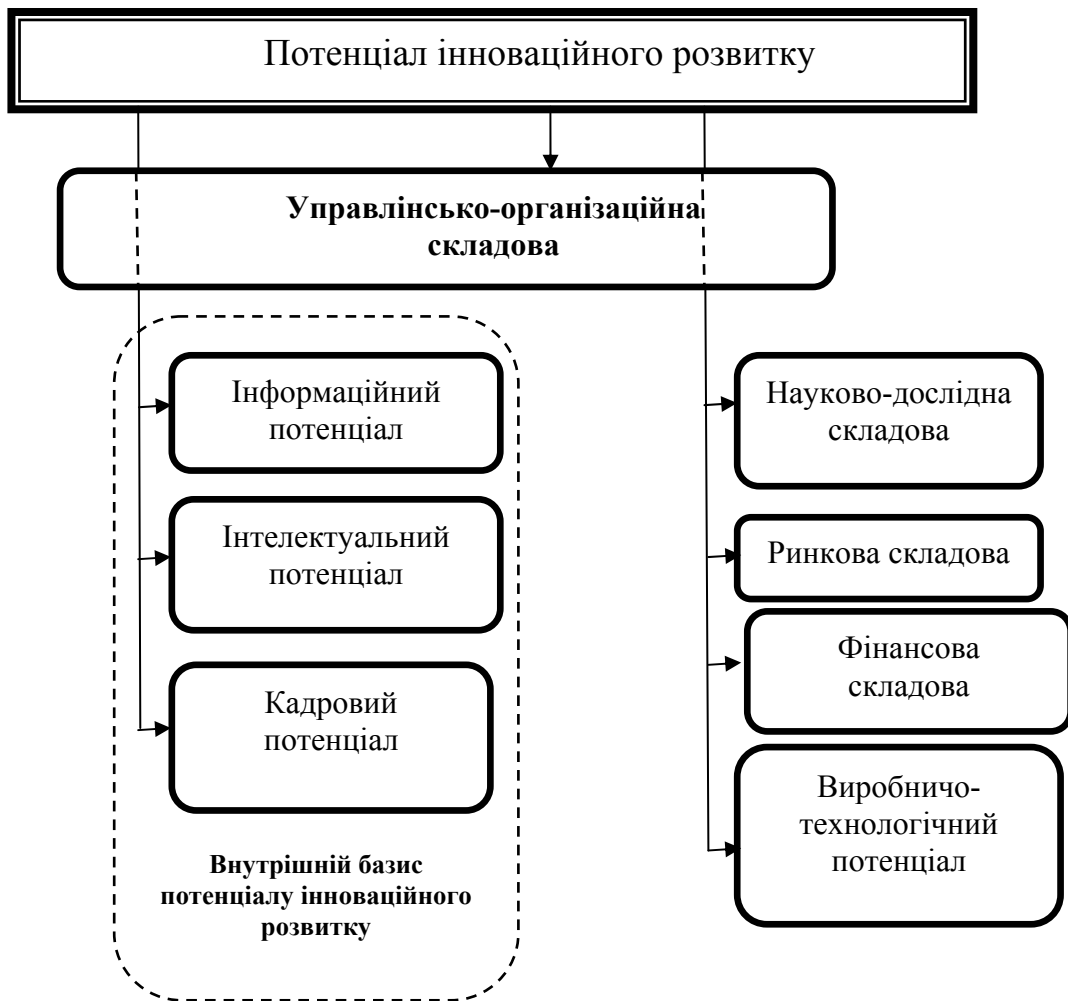 Потенціал інноваційного розвитку
Управлінсько-організаційна
складова
Інформаційний
потенціал
Інтелектуальний
потенціал
Кадровий
потенціал
Внутрішній базис
потенціалу інноваційного
розвитку
Науково-дослідна
складова
Ринкова складова
Фінансова
складова
Виробничо-
технологічний
потенціал